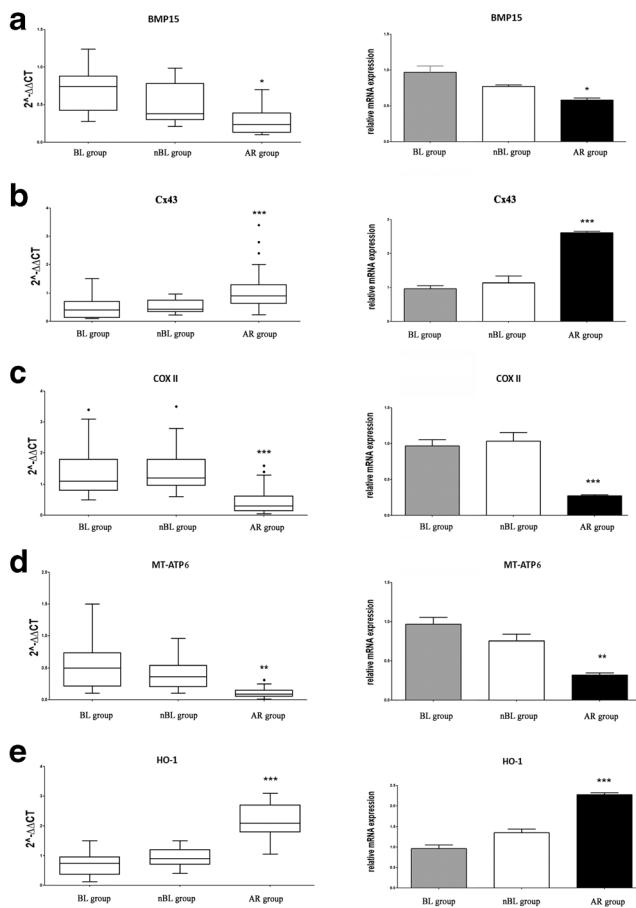 a
BMP15
2^-ΔΔCT
1.5
1.0
0.5
0.0
*
BL group
nBL group
AR group
BMP15
relative mRNA expression
1.5
1.0
0.5
0.0
*
BL group
nBL group
AR group
b
Cx43
2^-ΔΔCT
4
3
2
1
0
***
BL group
nBL group
AR group
Cx43
relative mRNA expression
2
1
0
***
BL group
nBL group
AR group
c
COX II
2^-ΔΔCT
4
3
2
1
0
***
BL group
nBL group
AR group
COX II
relative mRNA expression
1.5
1.0
0.5
0.0
***
BL group
nBL group
AR group
d
MT-ATP6
2^-ΔΔCT
2.0
1.5
1.0
0.5
0.0
**
BL group
nBL group
AR group
MT-ATP6
relative mRNA expression
1.5
1.0
0.5
0.0
**
BL group
nBL group
AR group
e
HO-1
2^-ΔΔCT
4
3
2
1
0
***
BL group
nBL group
AR group
HO-1
relative mRNA expression
2.5
2.0
1.5
1.0
0.5
0.0
***
BL group
nBL group
AR group